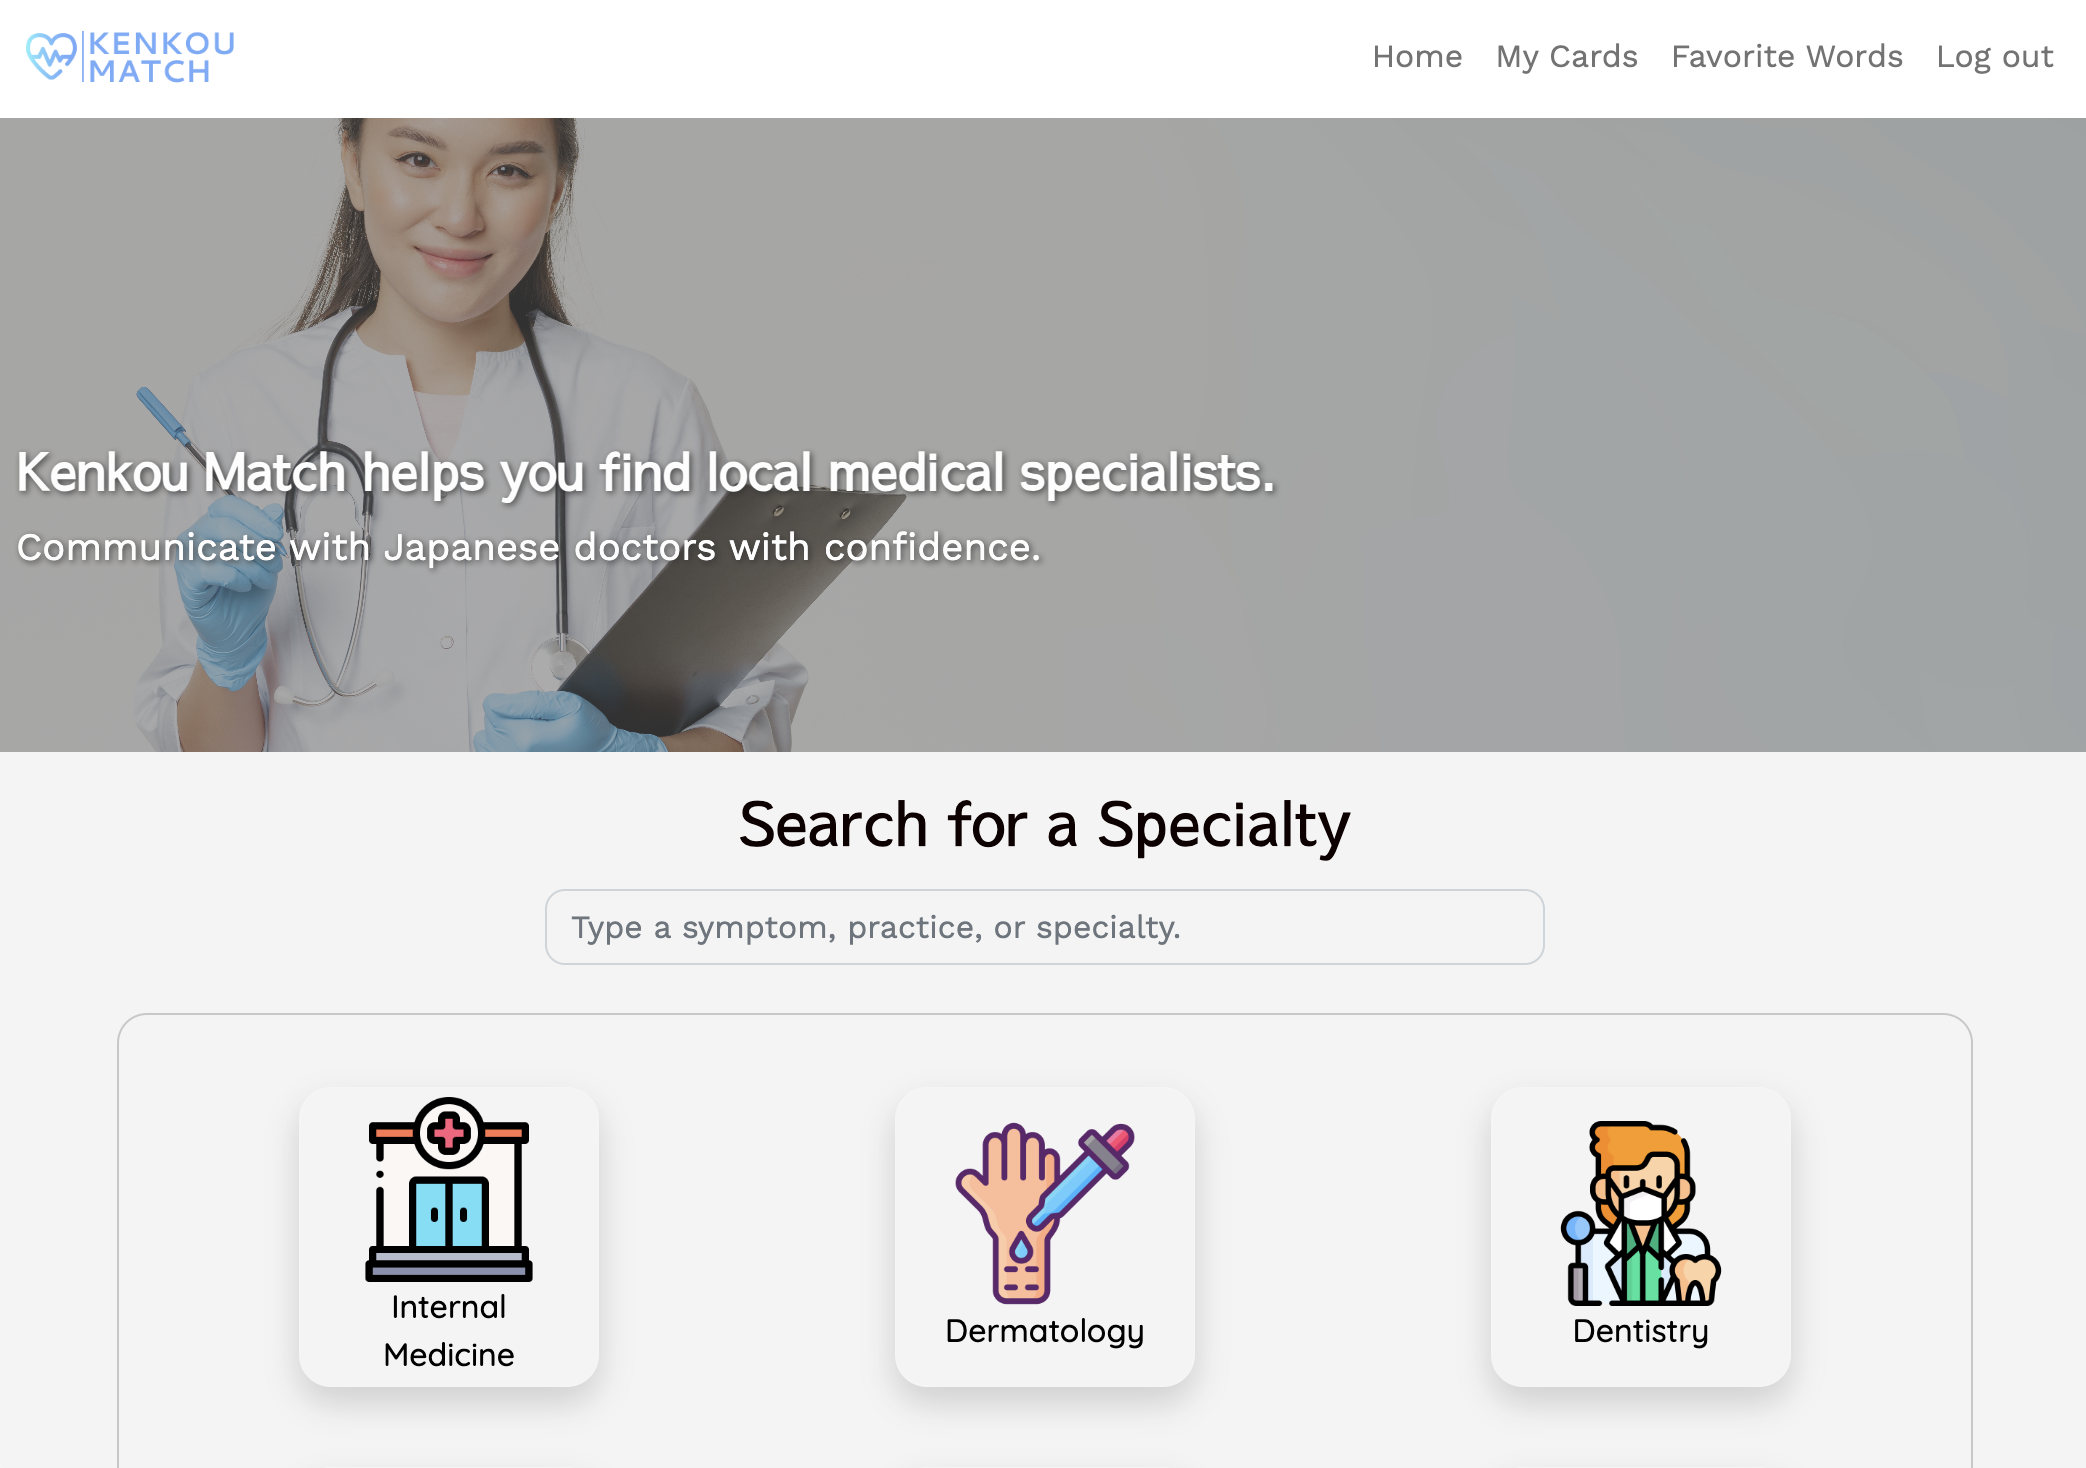 KENKOU
MATCH
Home My Cards Favorite Words Log out
Kenkou Match helps you find local medical specialists.
Communicate with Japanese doctors with confidence.
Search for a Specialty
Type a symptom, practice, or specialty.
Internal
Medicine
Dermatology
Dentistry